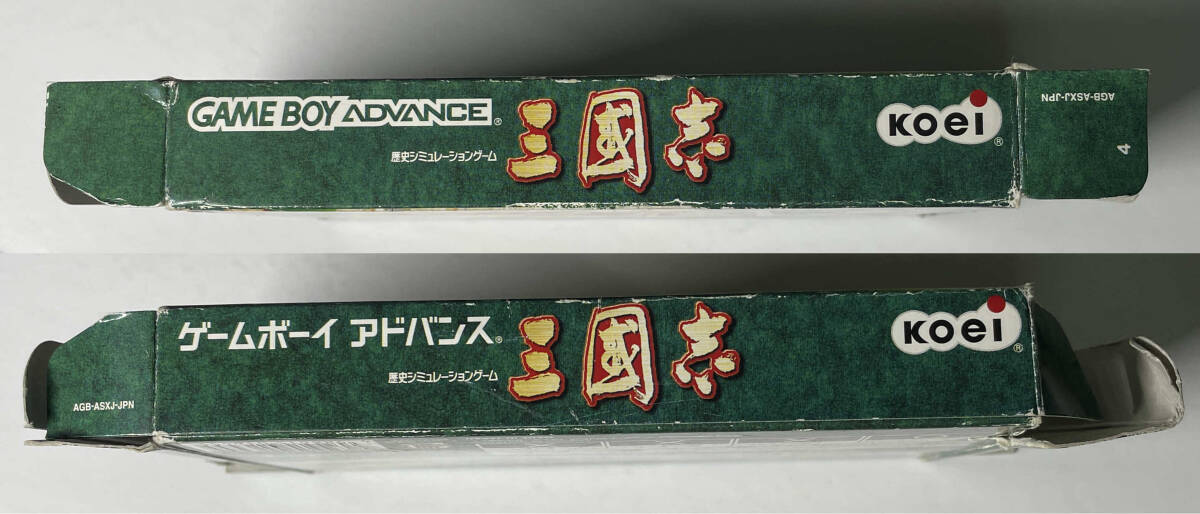 GAME BOY ADVANCE®
歴史シミュレーションゲーム
三國志
Koei®
AGB-ASXJ-JPN
4
ゲームボーイ アドバンス®
歴史シミュレーションゲーム
三國志
Koei®
AGB-ASXJ-JPN